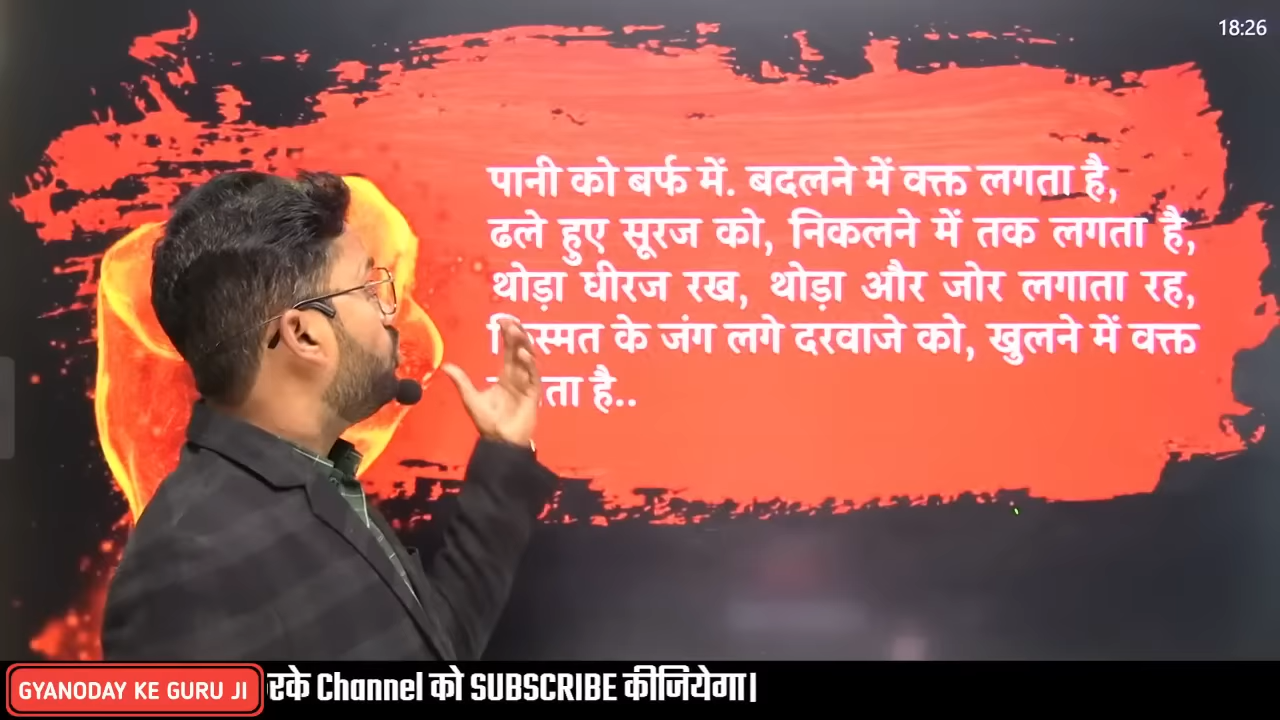 18:26
पानी को बर्फ में. बदलने में वक्त लगता है,
ढले हुए सूरज को, निकलने में तक लगता है,
थोड़ा धीरज रख, थोड़ा और जोर लगाता रह,
के जंग लगे दरवाजे को, खुलने में वक्त
है..
GYANODAY KE GURU JI
Channel को SUBSCRIBE कीजियेगा।